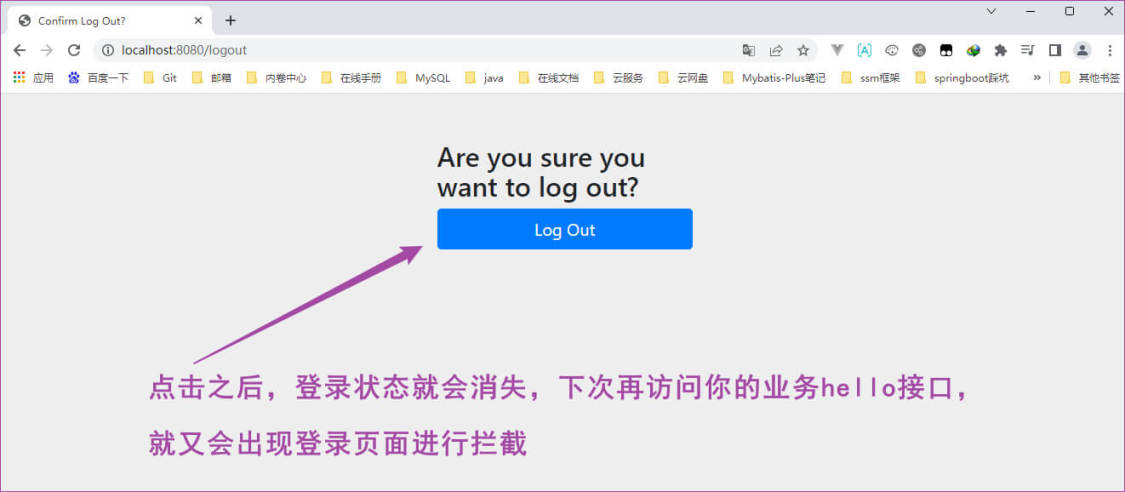 Confirm Log Out?
localhost:8080/logout
应用 百度一下 Git 邮箱 内卷中心 在线手册 MySQL java 在线文档 云服务 云网盘 Mybatis-Plus笔记 ssm框架 springboot踩坑 » 其他书签
Are you sure you
want to log out?
Log Out
点击之后，登录状态就会消失，下次再访问你的业务hello接口，
就又会出现登录页面进行拦截